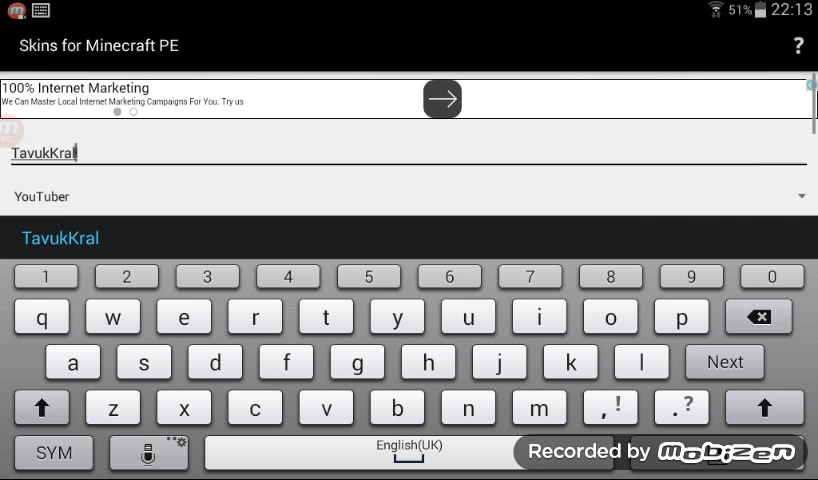 51% 22:13
Skins for Minecraft PE ?
100% Internet Marketing
We Can Master Local Internet Marketing Campaigns For You. Try us
TavukKral
YouTuber
TavukKral
1 2 3 4 5 6 7 8 9 0
q w e r t y u i o p
a s d f g h j k l Next
z x c v b n m , ! . ?
SYM English(UK) Recorded by mobizen